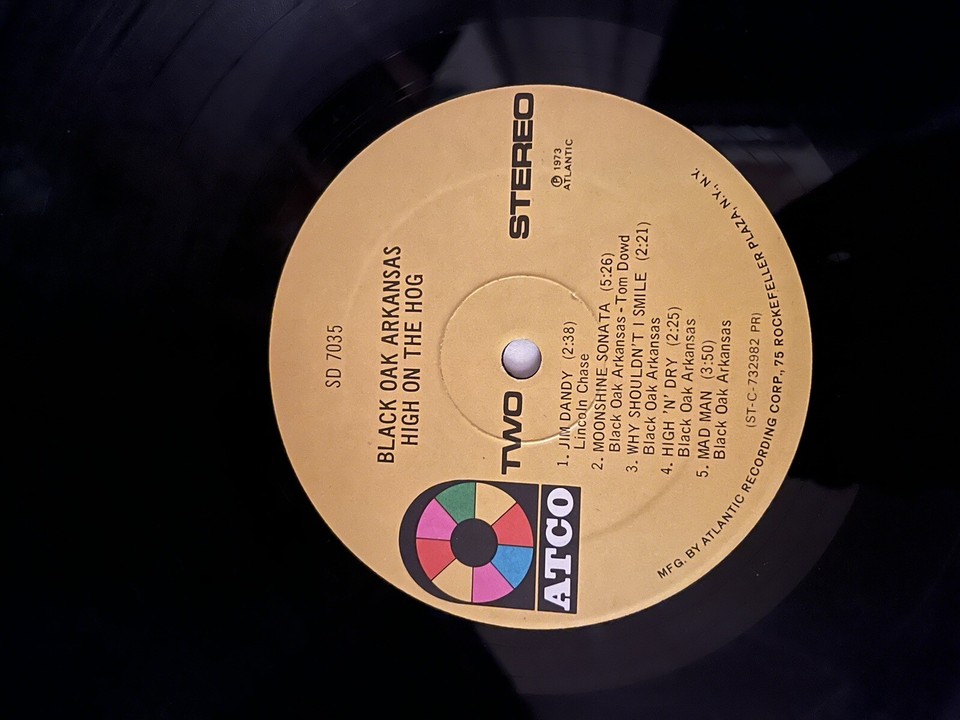 SD 7035
BLACK OAK ARKANSAS
HIGH ON THE HOG
ATCO
TWO
STEREO
℗ 1973
ATLANTIC
1. JIM DANDY (2:38)
Lincoln Chase
2. MOONSHINE SONATA (5:26)
Black Oak Arkansas - Tom Dowd
3. WHY SHOULDN'T I SMILE (2:21)
Black Oak Arkansas
4. HIGH 'N' DRY (2:25)
Black Oak Arkansas
5. MAD MAN (3:50)
Black Oak Arkansas
(ST-C-732982 PR)
MFG. BY ATLANTIC RECORDING CORP., 75 ROCKEFELLER PLAZA, N.Y., N.Y.